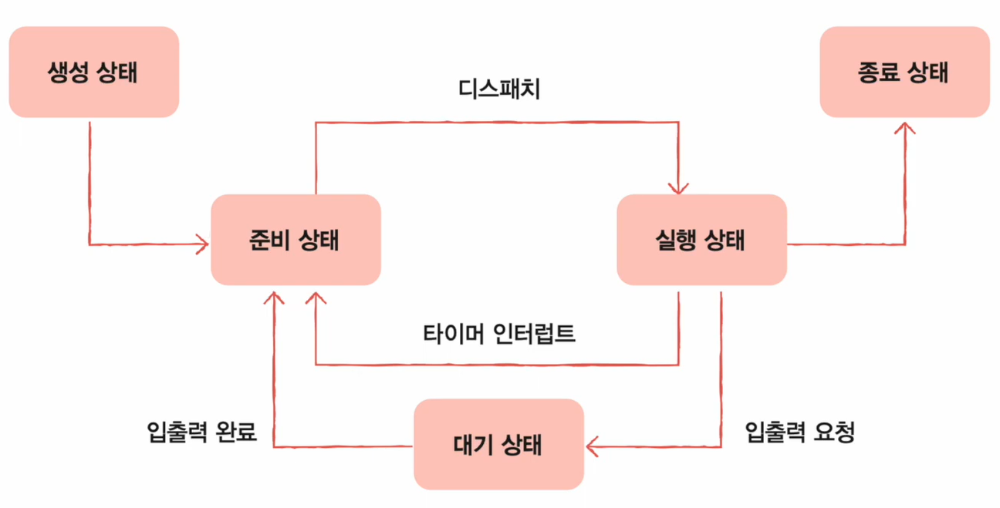 생성 상태
종료 상태
디스패치
준비 상태
실행 상태
타이머 인터럽트
입출력 완료
대기 상태
입출력 요청